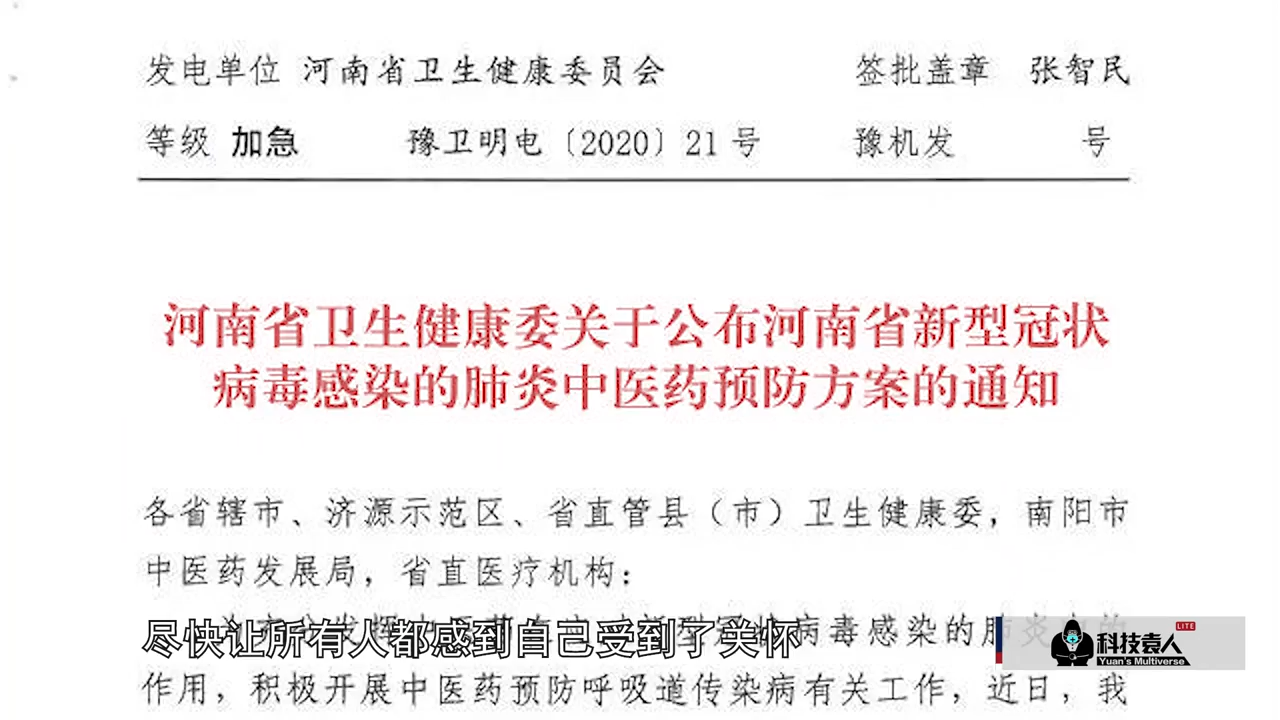 发电单位 河南省卫生健康委员会 签批盖章 张智民
等级 加急 豫卫明电〔2020〕21号 豫机发 号
河南省卫生健康委关于公布河南省新型冠状
病毒感染的肺炎中医药预防方案的通知
各省辖市、济源示范区、省直管县（市）卫生健康委，南阳市
中医药发展局，省直医疗机构：
病毒感染的肺炎
尽快让所有人都感到自己受到了关怀
科技袁人 LITE
Yuan's Multiverse
作用，积极开展中医药预防呼吸道传染病有关工作，近日，我